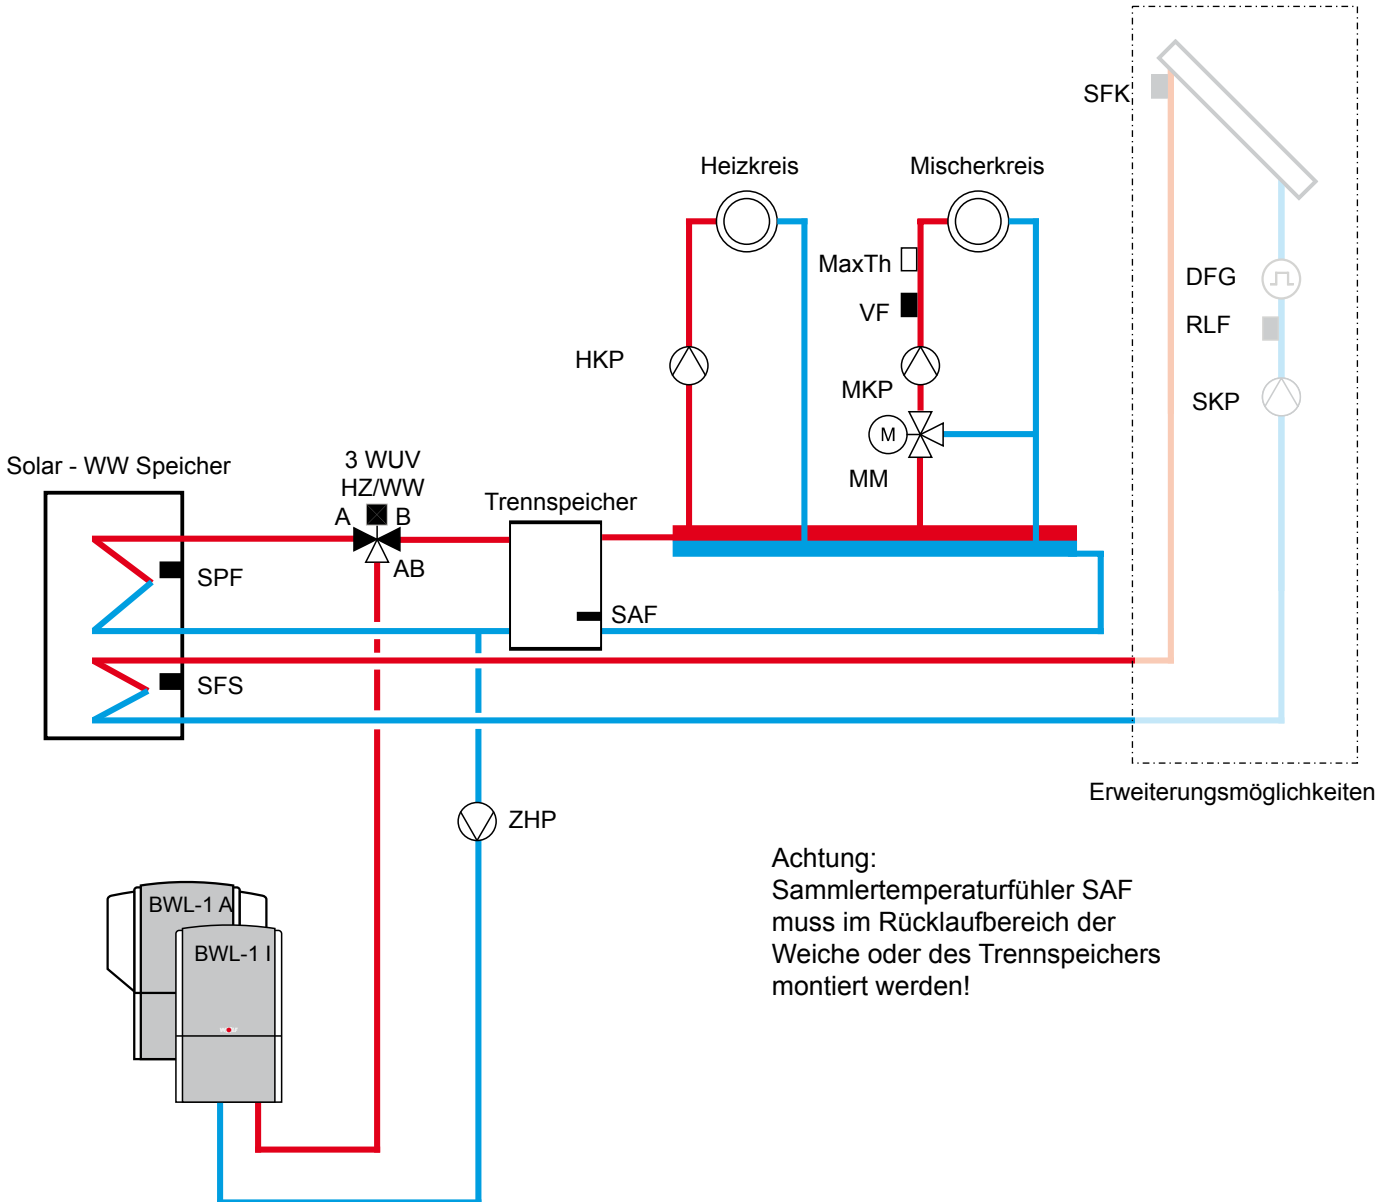 SFK
Heizkreis
Mischerkreis
MaxTh
VF
DFG
RLF
HKP
MKP
SKP
M
MM
Solar - WW Speicher
3 WUV
HZ/WW
A
B
AB
Trennspeicher
SPF
SAF
SFS
Erweiterungsmöglichkeiten
ZHP
Achtung:
Sammlertemperaturfühler SAF
muss im Rücklaufbereich der
Weiche oder des Trennspeichers
montiert werden!
BWL-1 A
BWL-1 I